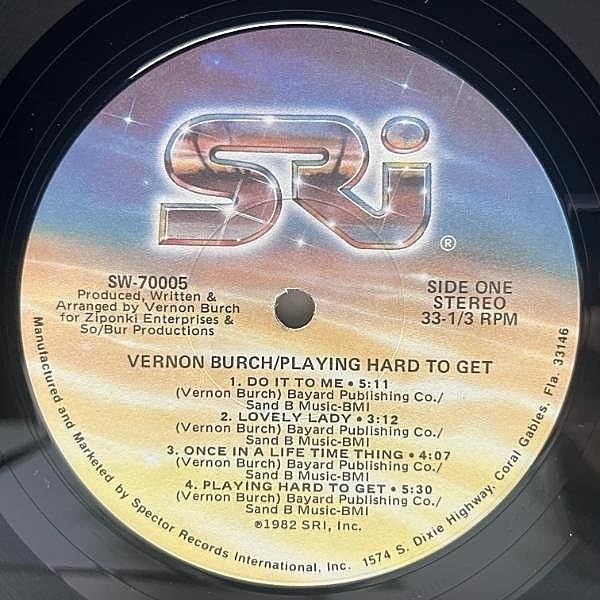 SRi
®
SW-70005
Produced, Written &
Arranged by Vernon Burch
for Ziponki Enterprises &
So/Bur Productions
SIDE ONE
STEREO
33-1/3 RPM
VERNON BURCH/PLAYING HARD TO GET
1. DO IT TO ME • 5:11
(Vernon Burch) Bayard Publishing Co./
Sand B Music-BMI
2. LOVELY LADY • 3:12
(Vernon Burch) Bayard Publishing Co./
Sand B Music-BMI
3. ONCE IN A LIFE TIME THING • 4:07
(Vernon Burch) Bayard Publishing Co./
Sand B Music-BMI
4. PLAYING HARD TO GET • 5:30
(Vernon Burch) Bayard Publishing Co./
Sand B Music-BMI
℗1982 SRI, Inc.
Manufactured and Marketed by Spector Records International, Inc. 1574 S. Dixie Highway, Coral Gables, Fla. 33146